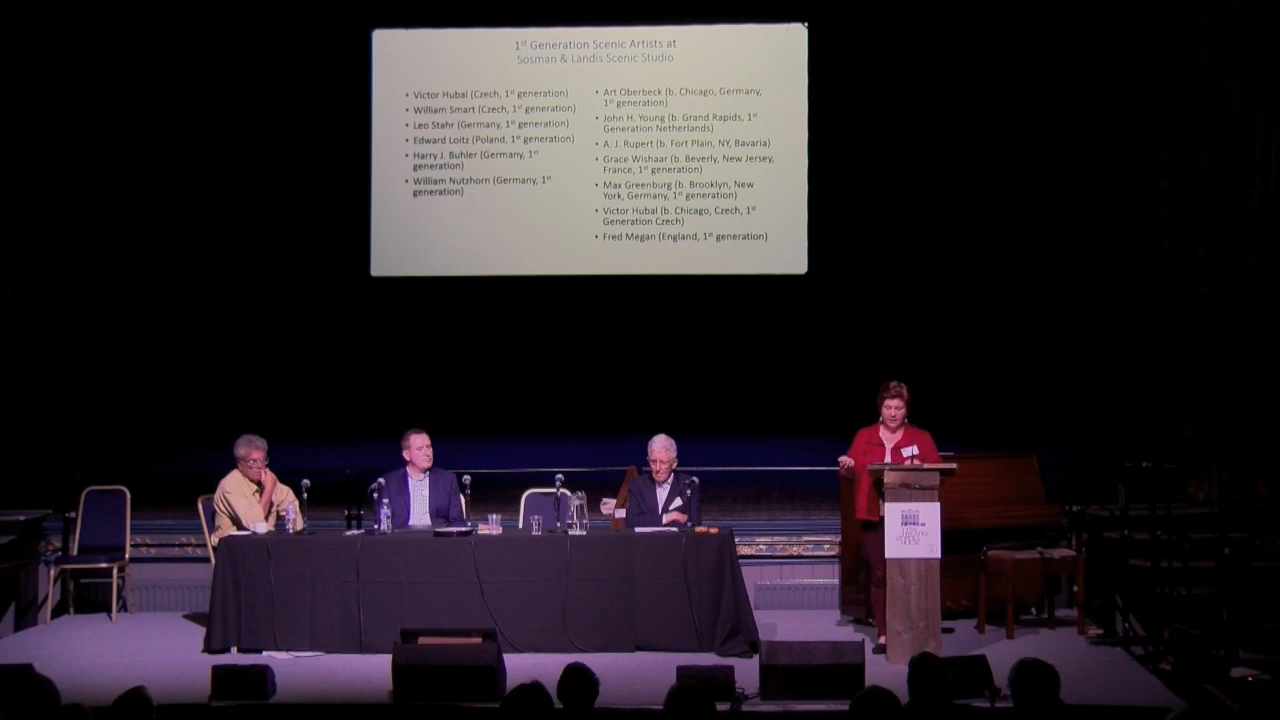 1st Generation Scenic Artists at
Sosman & Landis Scenic Studio
• Victor Hubal (Czech, 1st generation)
• William Smart (Czech, 1st generation)
• Leo Stahr (Germany, 1st generation)
• Edward Loitz (Poland, 1st generation)
• Harry J. Buhler (Germany, 1st
generation)
• William Nutzhorn (Germany, 1st
generation)
• Art Oberbeck (b. Chicago, Germany,
1st generation)
• John H. Young (b. Grand Rapids, 1st
Generation Netherlands)
• A. J. Rupert (b. Fort Plain, NY, Bavaria)
• Grace Wishaar (b. Beverly, New Jersey,
France, 1st generation)
• Max Greenburg (b. Brooklyn, New
York, Germany, 1st generation)
• Victor Hubal (b. Chicago, Czech, 1st
Generation Czech)
• Fred Megan (England, 1st generation)
HOUSE